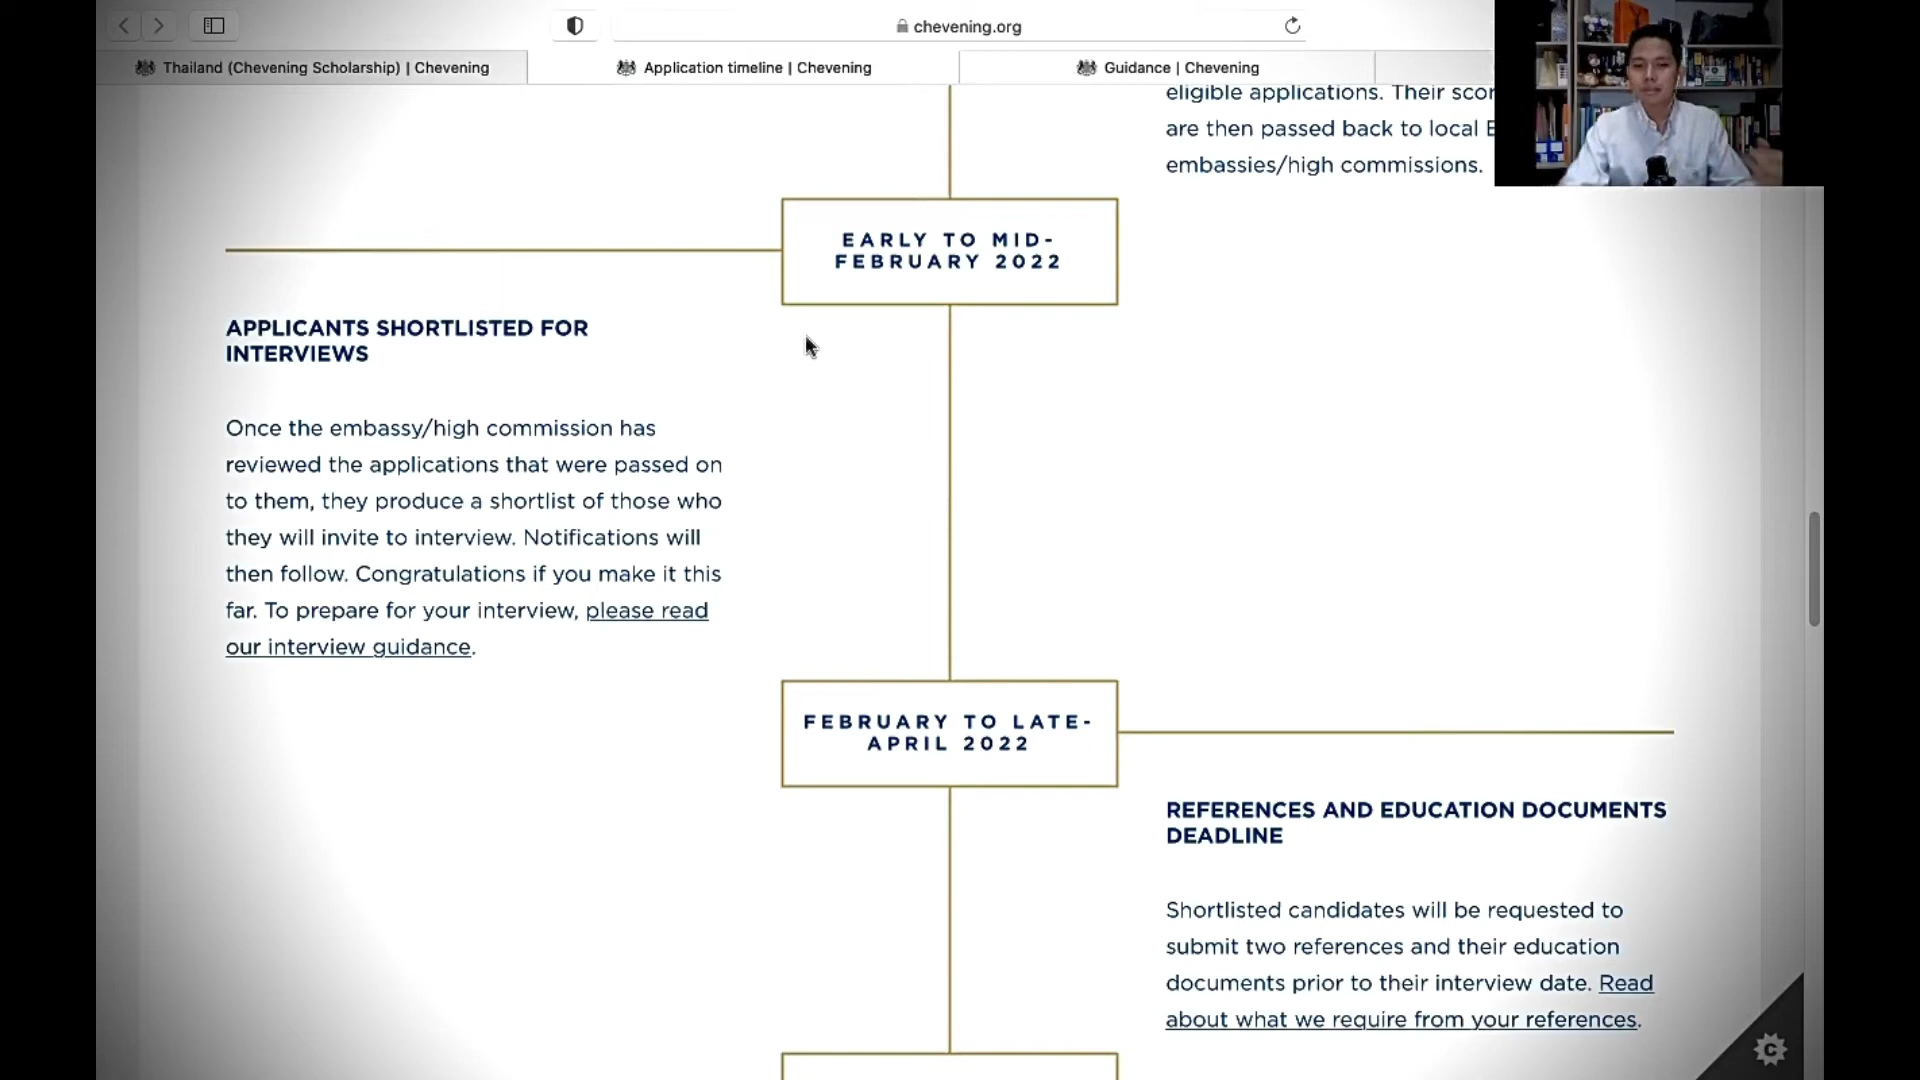 chevening.org
Thailand (Chevening Scholarship) | Chevening
Application timeline | Chevening
Guidance | Chevening
eligible applications. Their
are then passed back to local
embassies/high commissions.
EARLY TO MID-
FEBRUARY 2022
APPLICANTS SHORTLISTED FOR
INTERVIEWS
Once the embassy/high commission has
reviewed the applications that were passed on
to them, they produce a shortlist of those who
they will invite to interview. Notifications will
then follow. Congratulations if you make it this
far. To prepare for your interview, please read
our interview guidance.
FEBRUARY TO LATE-
APRIL 2022
REFERENCES AND EDUCATION DOCUMENTS
DEADLINE
Shortlisted candidates will be requested to
submit two references and their education
documents prior to their interview date. Read
about what we require from your references.